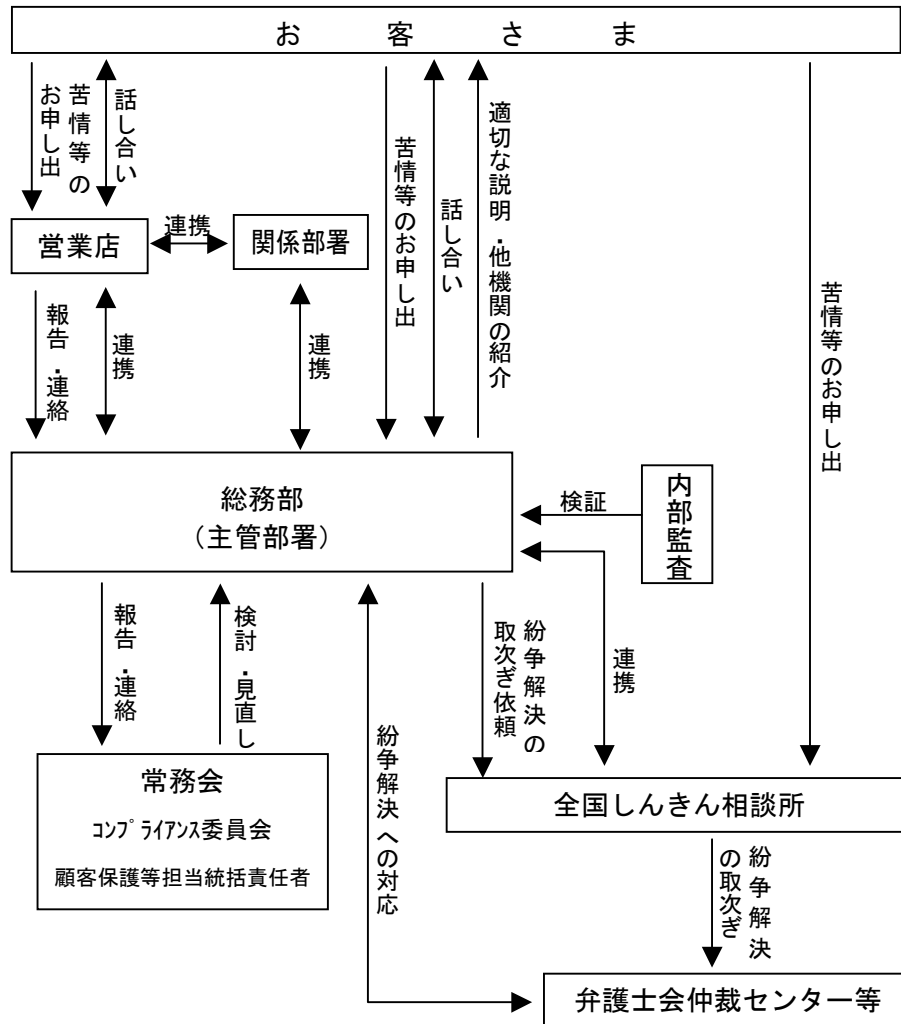 お客さま
苦情等の
お申し出
話し合い
苦情等のお申し出
話し合い
適切な説明・他機関の紹介
苦情等のお申し出
営業店
連携
関係部署
報告・連絡
連携
連携
総務部
（主管部署）
検証
内部監査
報告・連絡
検討・見直し
紛争解決への対応
紛争解決の
取次ぎ依頼
連携
常務会
ｺﾝﾌﾟﾗｲｱﾝｽ委員会
顧客保護等担当統括責任者
全国しんきん相談所
紛争解決
の取次ぎ
弁護士会仲裁センター等